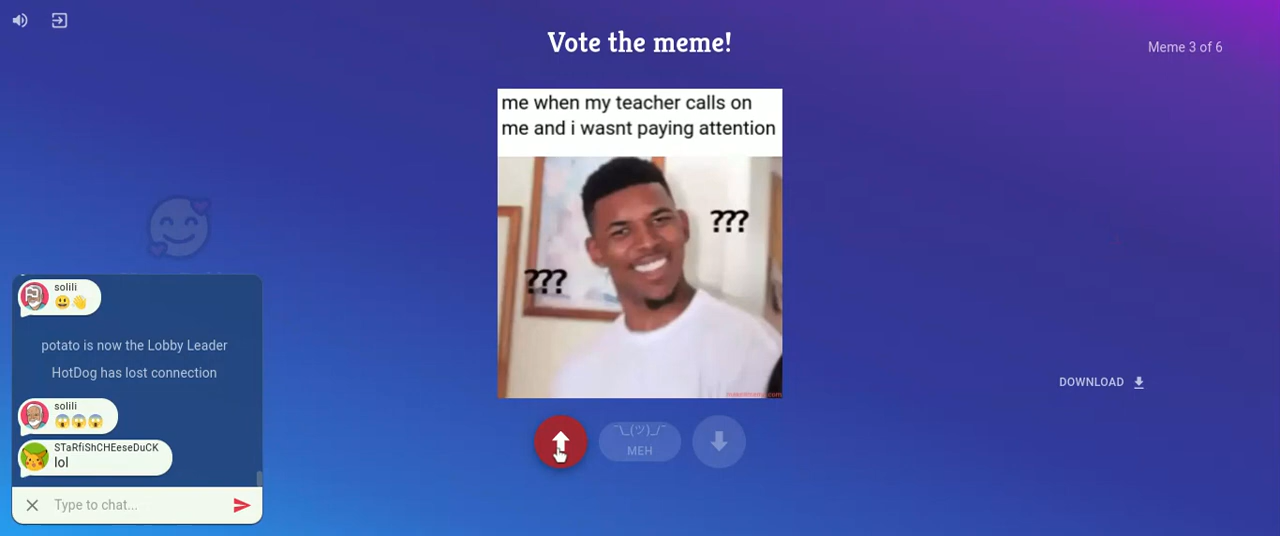 Vote the meme!
Meme 3 of 6
me when my teacher calls on
me and i wasnt paying attention
???
???
¯\_(ツ)_/¯
MEH
DOWNLOAD
solili
😃👋
potato is now the Lobby Leader
HotDog has lost connection
solili
😱😱😱
STaRfiShCHEeseDuCK
lol
Type to chat...